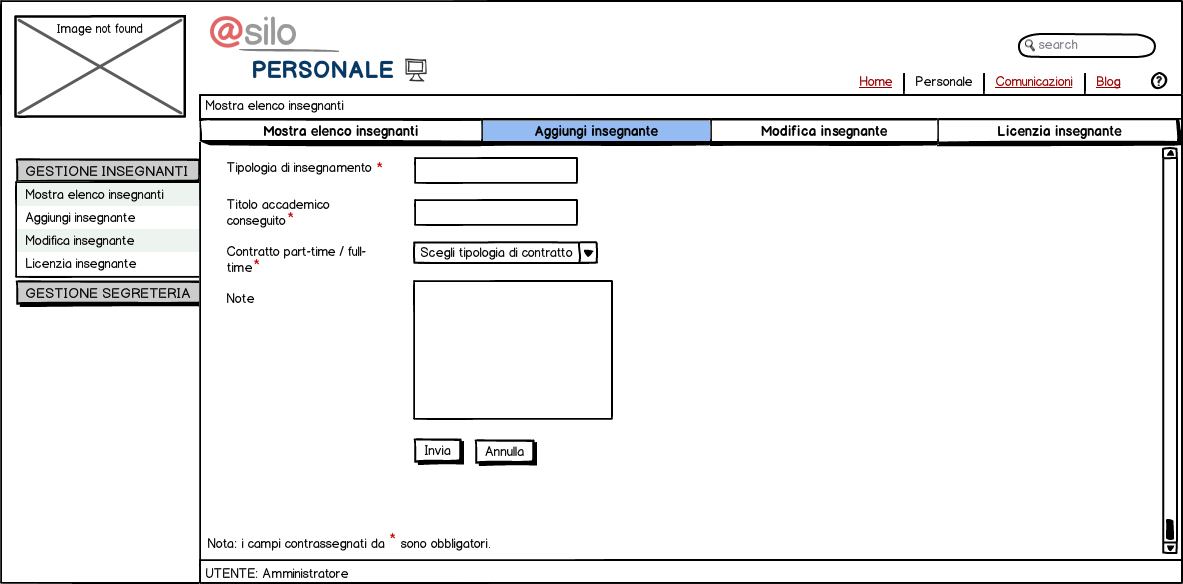 Image not found
@silo
PERSONALE
search
Home
Personale
Comunicazioni
Blog
?
Mostra elenco insegnanti
Mostra elenco insegnanti
Aggiungi insegnante
Modifica insegnante
Licenzia insegnante
GESTIONE INSEGNANTI
Mostra elenco insegnanti
Aggiungi insegnante
Modifica insegnante
Licenzia insegnante
GESTIONE SEGRETERIA
Tipologia di insegnamento *
Titolo accademico
conseguito *
Contratto part-time / full-
time *
Scegli tipologia di contratto
Note
Invia
Annulla
Nota: i campi contrassegnati da * sono obbligatori.
UTENTE: Amministratore